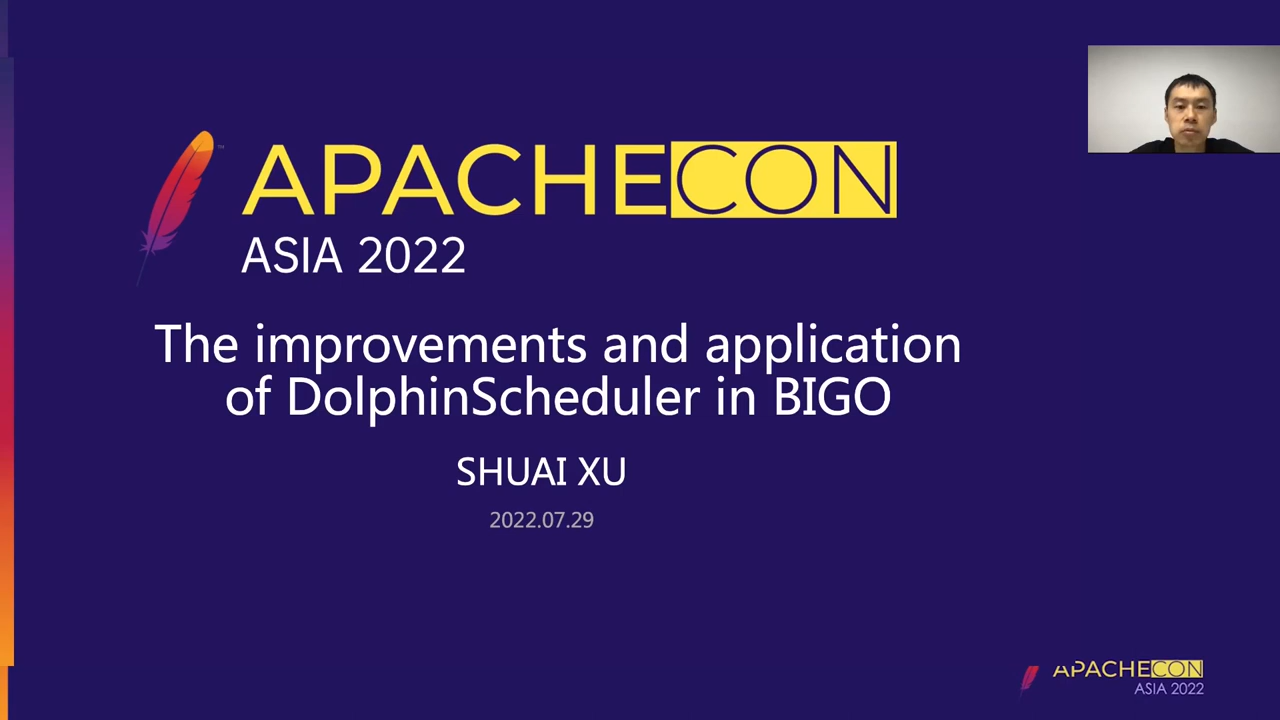 APACHECON
ASIA 2022
The improvements and application
of DolphinScheduler in BIGO
SHUAI XU
2022.07.29
APACHECON
ASIA 2022